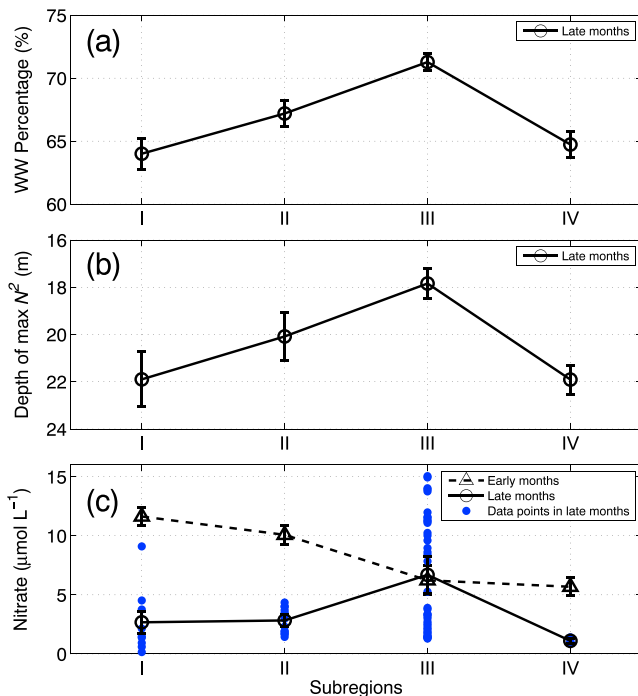 75
(a)
Late months
WW Percentage (%)
70
65
60
I II III IV
16
(b)
Late months
Depth of max N² (m)
18
20
22
24
I II III IV
15
(c)
Early months
Late months
Data points in late months
Nitrate (μmol L⁻¹)
10
5
0
I II III IV
Subregions